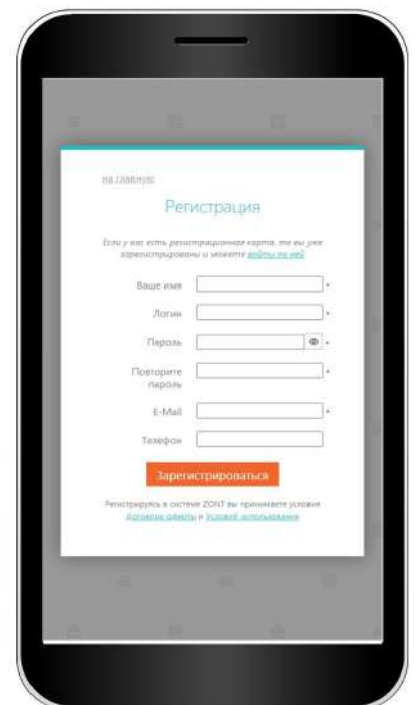 на главную
Регистрация
Если у вас есть регистрационная карта, то вы уже
зарегистрированы и можете войти по ней
Ваше имя *
Логин *
Пароль *
Повторите *
пароль
E-Mail *
Телефон
Зарегистрироваться
Регистрируясь в системе ZONT вы принимаете условия
Договора оферты и Условий использования